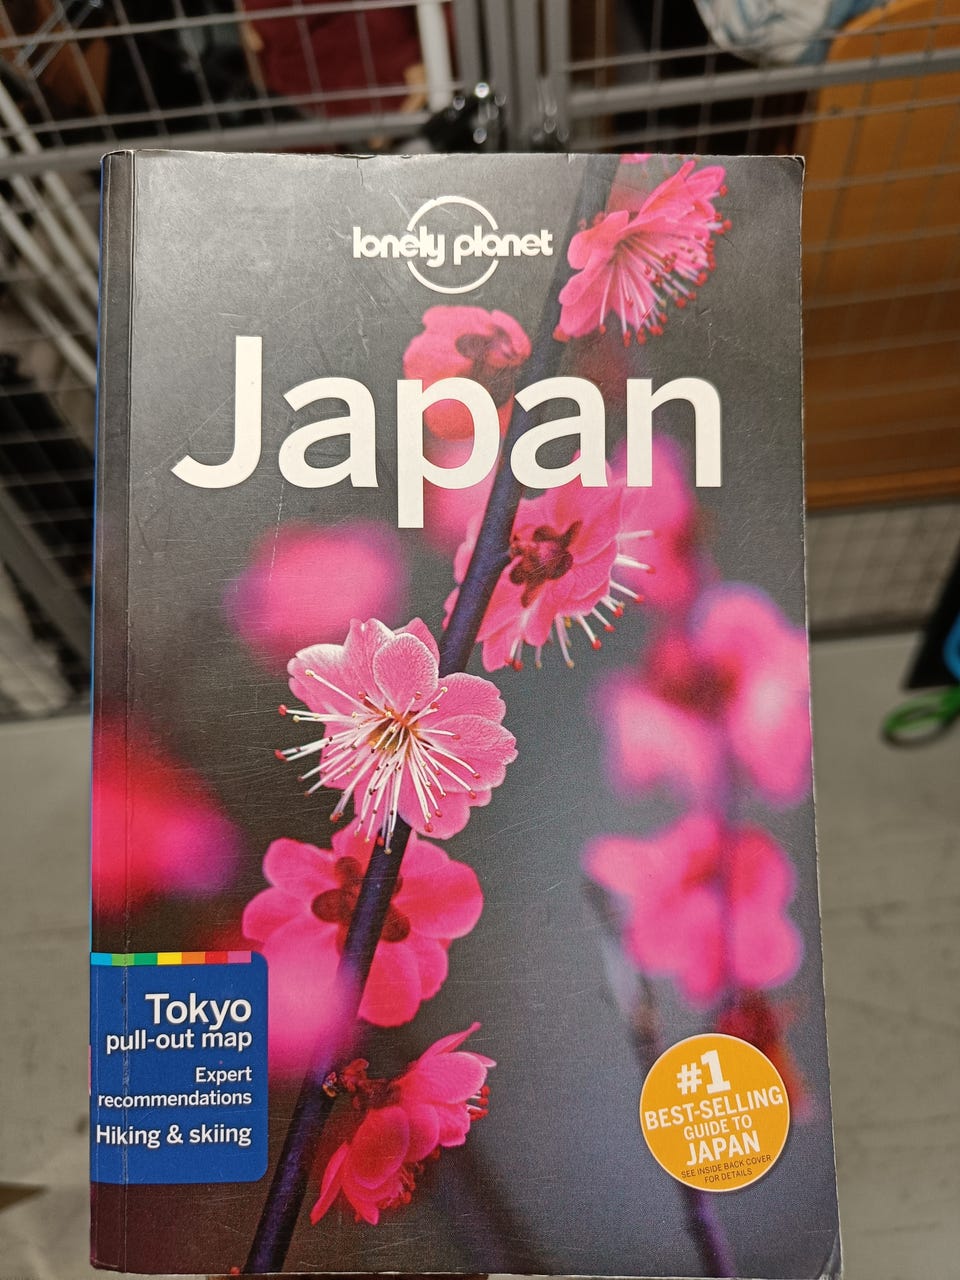 lonely planet
Japan
Tokyo
pull-out map
Expert
recommendations
Hiking & skiing
#1
BEST-SELLING
GUIDE TO
JAPAN
SEE INSIDE BACK COVER
FOR DETAILS